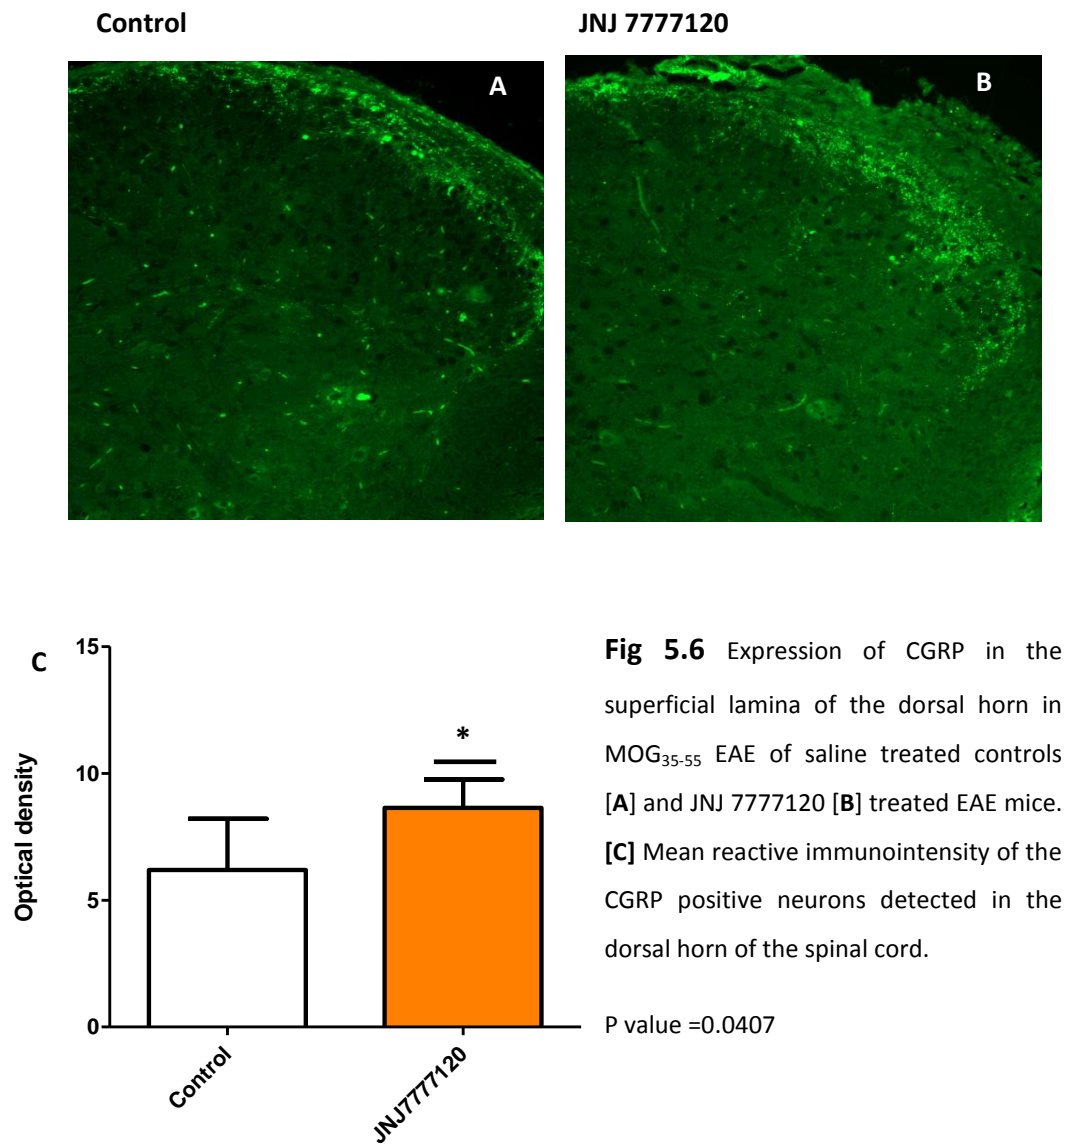 Control
JNJ 7777120
A
B
C
15
10
5
0
Optical density
*
Control
JNJ7777120
Fig 5.6 Expression of CGRP in the
superficial lamina of the dorsal horn in
MOG35-55 EAE of saline treated controls
[A] and JNJ 7777120 [B] treated EAE mice.
[C] Mean reactive immunointensity of the
CGRP positive neurons detected in the
dorsal horn of the spinal cord.
P value =0.0407